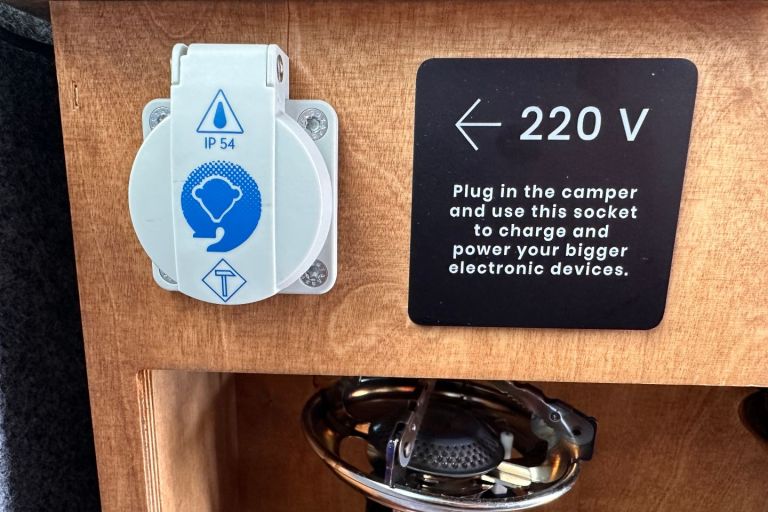 IP 54
T
← 220 V
Plug in the camper
and use this socket
to charge and
power your bigger
electronic devices.